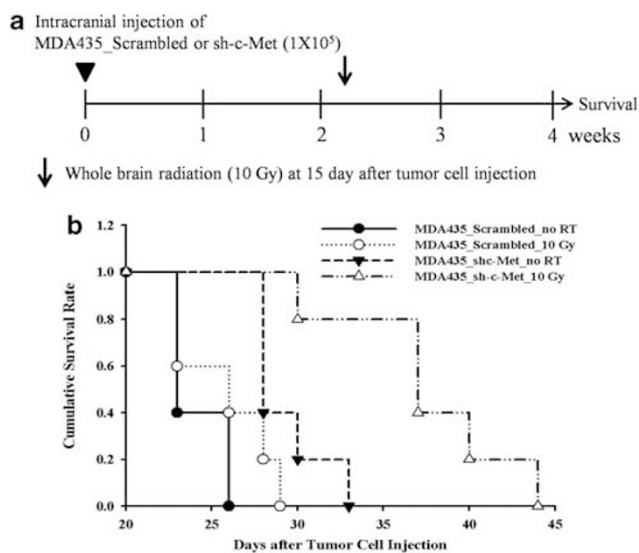 a Intracranial injection of
MDA435_Scrambled or sh-c-Met (1X10⁵)
Survival
0 1 2 3 4 weeks
Whole brain radiation (10 Gy) at 15 day after tumor cell injection
b
MDA435_Scrambled_no RT
MDA435_Scrambled_10 Gy
MDA435_shc-Met_no RT
MDA435_sh-c-Met_10 Gy
Cumulative Survival Rate
1.2
1.0
0.8
0.6
0.4
0.2
0.0
20 25 30 35 40 45
Days after Tumor Cell Injection